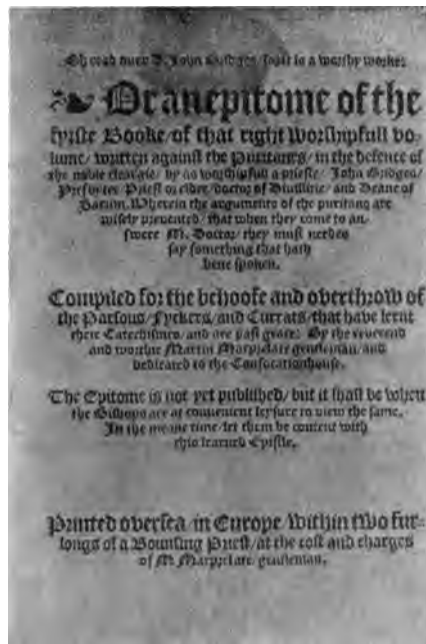 Oh read ouer D. John Bridges / for it is a worthy worke:
Or an epitome of the
fyrste Booke / of that right worshipfull vo-
lume / written against the Puritanes / in the defence of
the noble cleargie / by as worshipfull a prieste / John Bridges /
Presbyter / Priest or elder / doctor of Diuillitie / and Deane of
Sarum. Wherein the arguments of the puritans are
wisely prevented / that when they come to an-
swere M. Doctor / they must needes
say something that hath
bene spoken.
Compiled for the behoofe and overthrow of
the Parsons / Fyckers / and Currats / that have lernt
their Catechismes / and are past grace: By the reverend
and worthie Martin Marprelate gentleman / and
dedicated to the Confocationhouse.
The Epitome is not yet published / but it shall be when
the Bishops are at convenient leysure to view the same.
In the meane time / let them be content with
this learned Epistle.
Printed oversea / in Europe / within two fur-
longs of a Bounsing Priest / at the cost and charges
of M. Marprelate / gentleman.